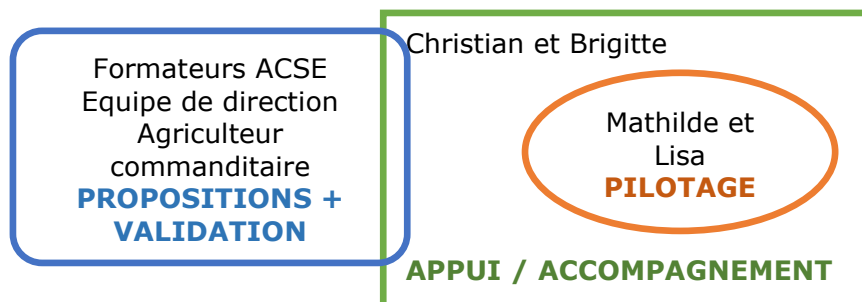 Formateurs ACSE
Equipe de direction
Agriculteur
commanditaire
PROPOSITIONS +
VALIDATION
Christian et Brigitte
Mathilde et
Lisa
PILOTAGE
APPUI / ACCOMPAGNEMENT